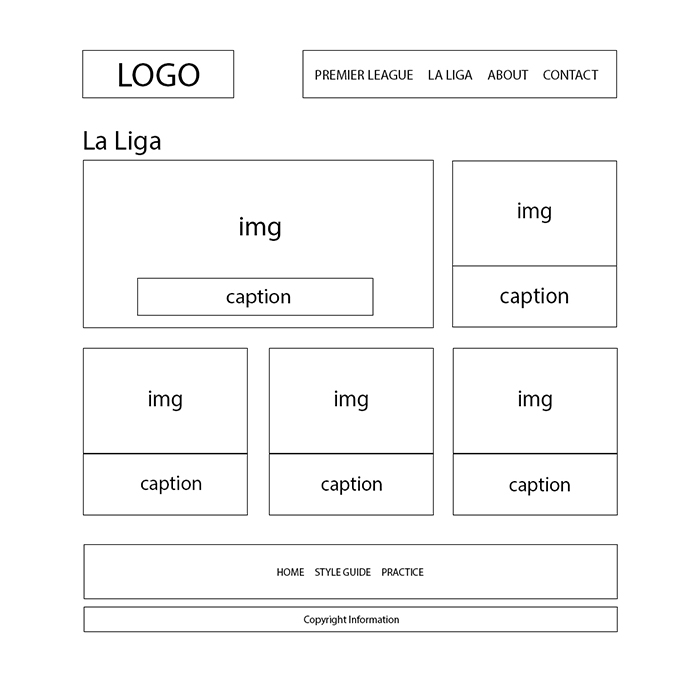 LOGO
PREMIER LEAGUE LA LIGA ABOUT CONTACT
La Liga
img
caption
img
caption
img
caption
img
caption
img
caption
HOME STYLE GUIDE PRACTICE
Copyright Information